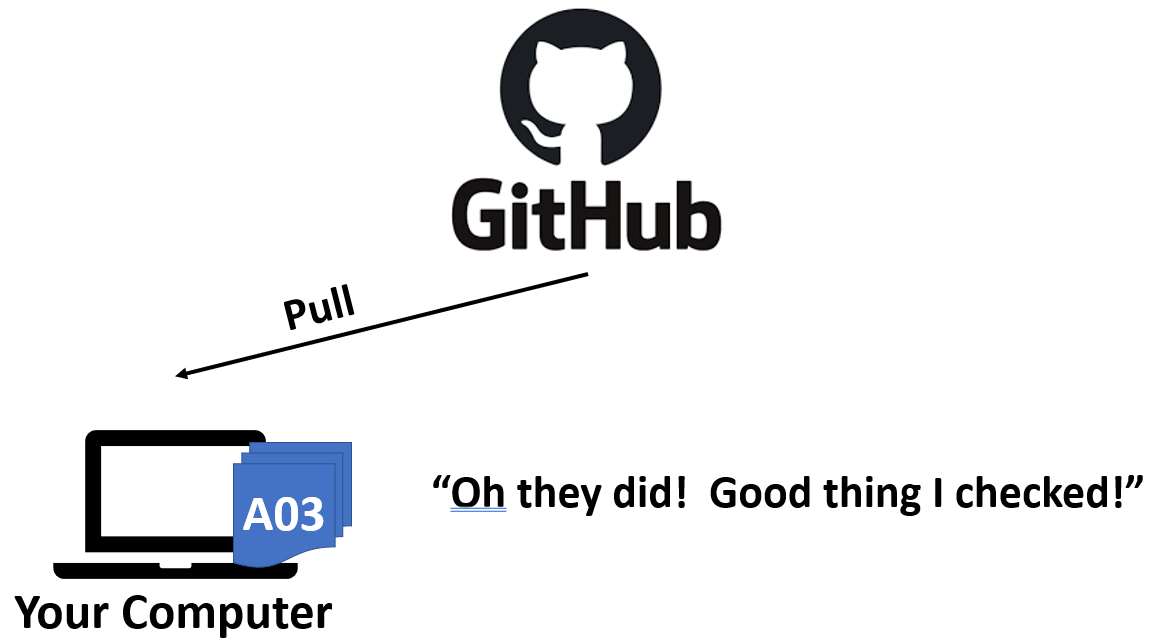 GitHub
Pull
“Oh they did!  Good thing I checked!”
A03
Your Computer